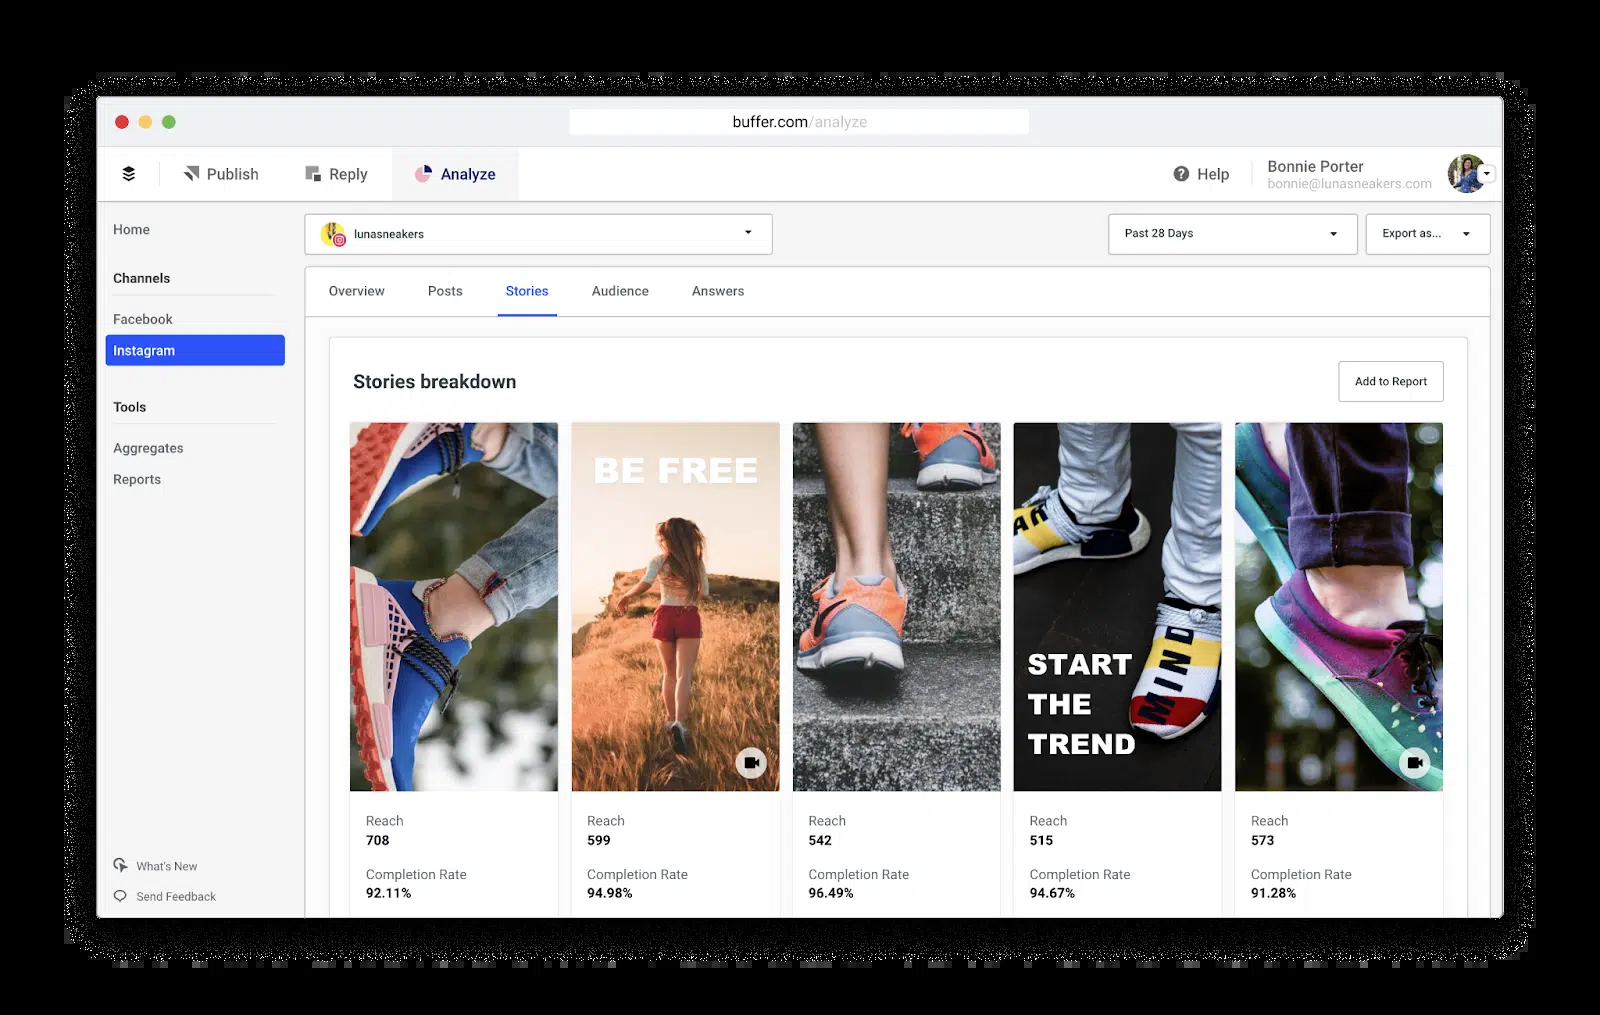 buffer.com/analyze
Publish
Reply
Analyze
Help
Bonnie Porter
bonnie@lunasneakers.com
Home
Channels
Facebook
Instagram
Tools
Aggregates
Reports
What's New
Send Feedback
lunasneakers
Past 28 Days
Export as...
Overview
Posts
Stories
Audience
Answers
Stories breakdown
Add to Report
BE FREE
START
THE
TREND
MIND
Reach
708
Completion Rate
92.11%
Reach
599
Completion Rate
94.98%
Reach
542
Completion Rate
96.49%
Reach
515
Completion Rate
94.67%
Reach
573
Completion Rate
91.28%